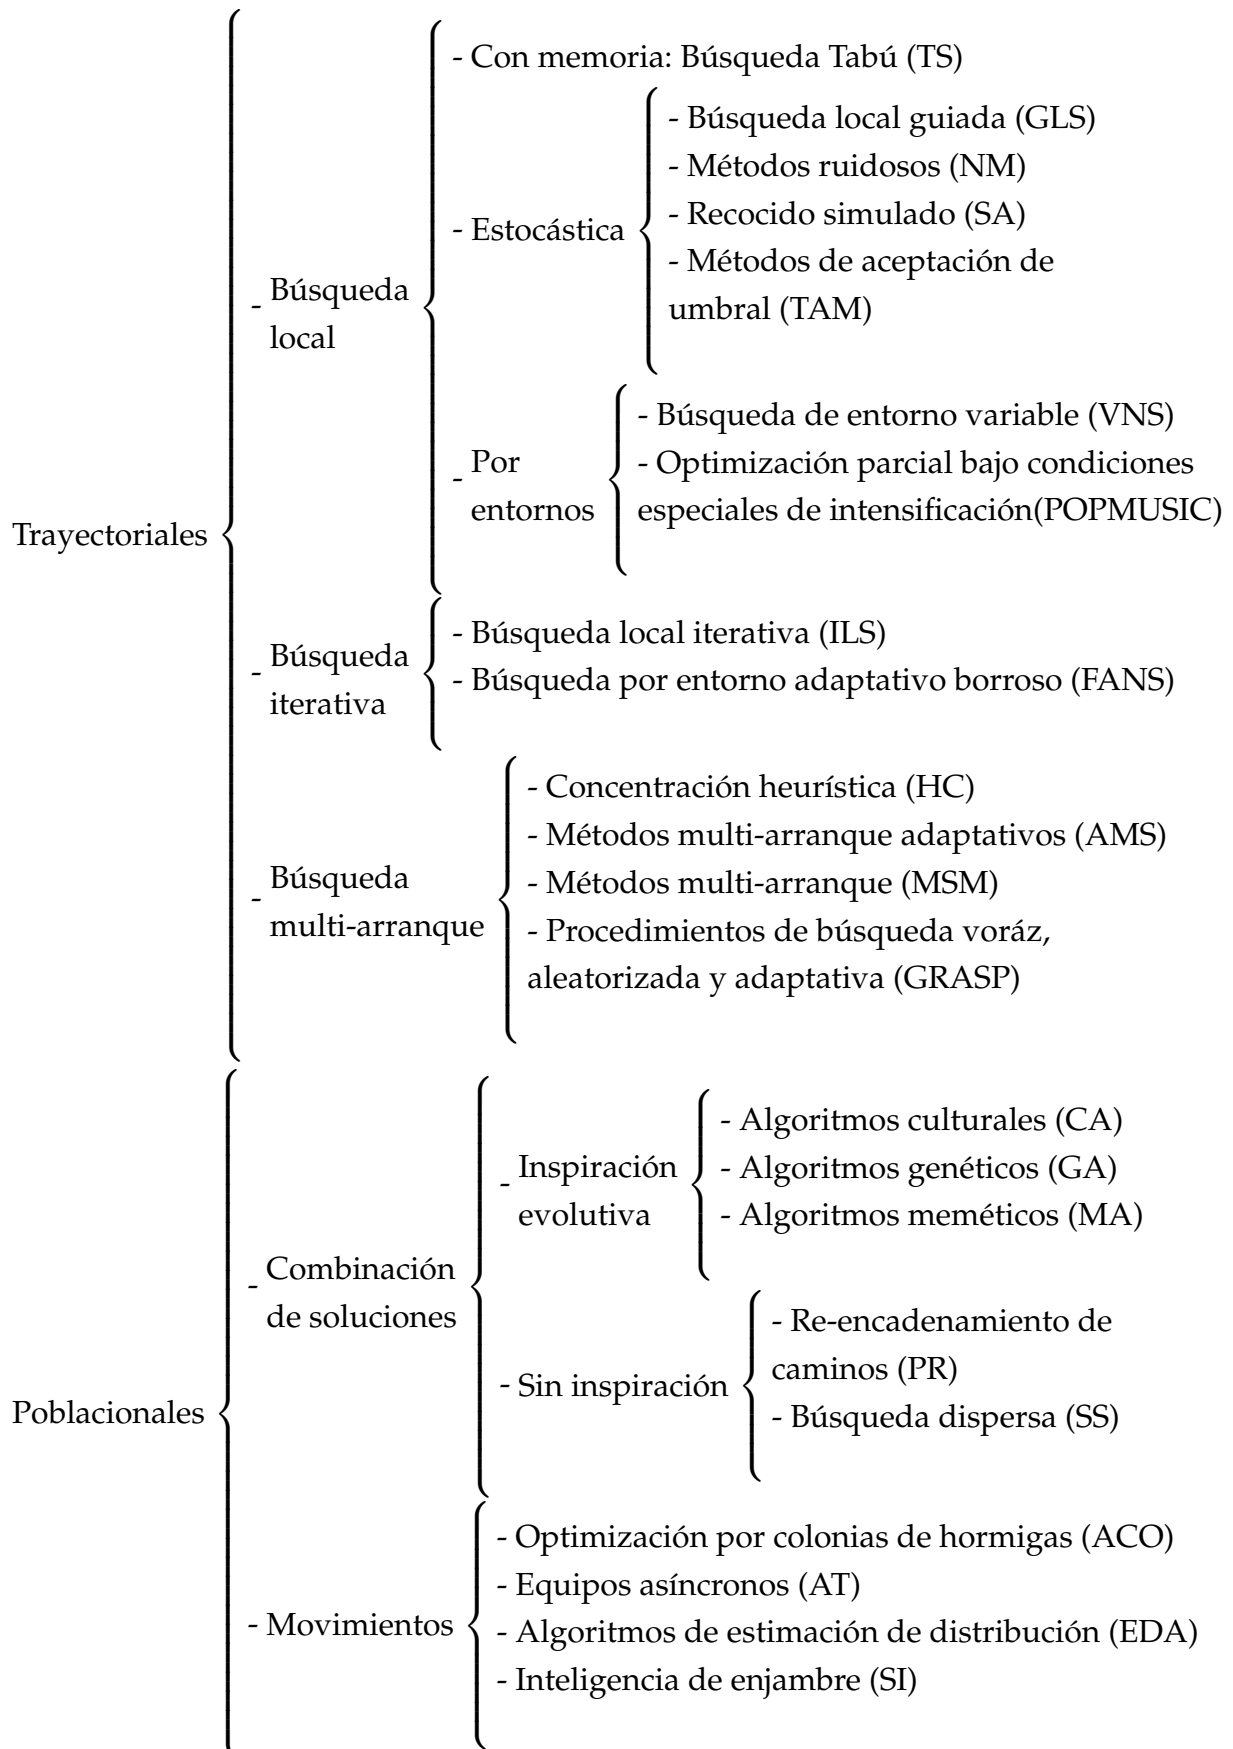 Trayectoriales
- Búsqueda
local
- Con memoria: Búsqueda Tabú (TS)
- Estocástica
- Búsqueda local guiada (GLS)
- Métodos ruidosos (NM)
- Recocido simulado (SA)
- Métodos de aceptación de
umbral (TAM)
- Por
entornos
- Búsqueda de entorno variable (VNS)
- Optimización parcial bajo condiciones
especiales de intensificación(POPMUSIC)
- Búsqueda
iterativa
- Búsqueda local iterativa (ILS)
- Búsqueda por entorno adaptativo borroso (FANS)
- Búsqueda
multi-arranque
- Concentración heurística (HC)
- Métodos multi-arranque adaptativos (AMS)
- Métodos multi-arranque (MSM)
- Procedimientos de búsqueda voráz,
aleatorizada y adaptativa (GRASP)
Poblacionales
- Combinación
de soluciones
- Inspiración
evolutiva
- Algoritmos culturales (CA)
- Algoritmos genéticos (GA)
- Algoritmos meméticos (MA)
- Sin inspiración
- Re-encadenamiento de
caminos (PR)
- Búsqueda dispersa (SS)
- Movimientos
- Optimización por colonias de hormigas (ACO)
- Equipos asíncronos (AT)
- Algoritmos de estimación de distribución (EDA)
- Inteligencia de enjambre (SI)